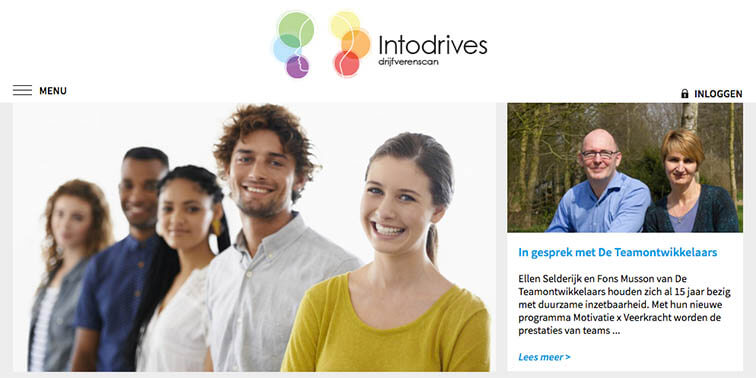 Intodrives
drijfverenscan
MENU
INLOGGEN
In gesprek met De Teamontwikkelaars
Ellen Selderijk en Fons Musson van De
Teamontwikkelaars houden zich al 15 jaar bezig
met duurzame inzetbaarheid. Met hun nieuwe
programma Motivatie x Veerkracht worden de
prestaties van teams ...
Lees meer >